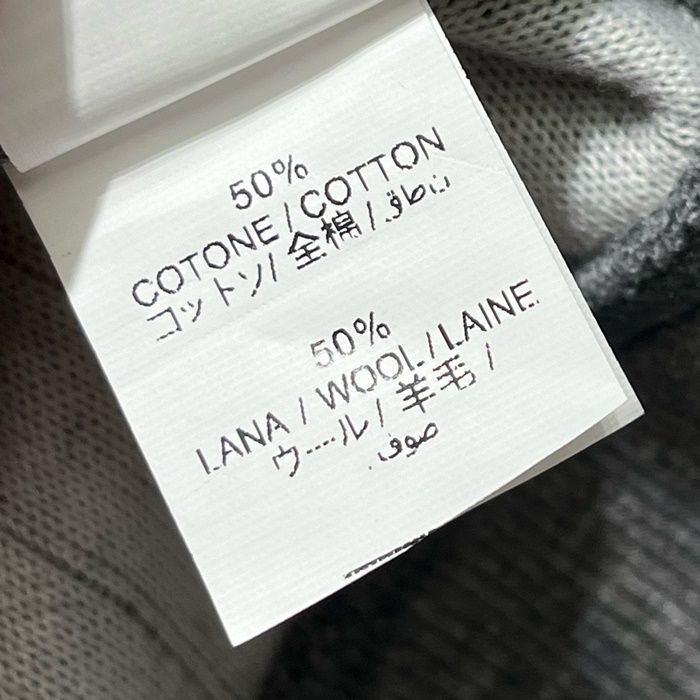 50%
COTONE / COTTON
コットン / 全棉 /
50%
LANA / WOOL / LAINE
ウール / 羊毛 /
صوف